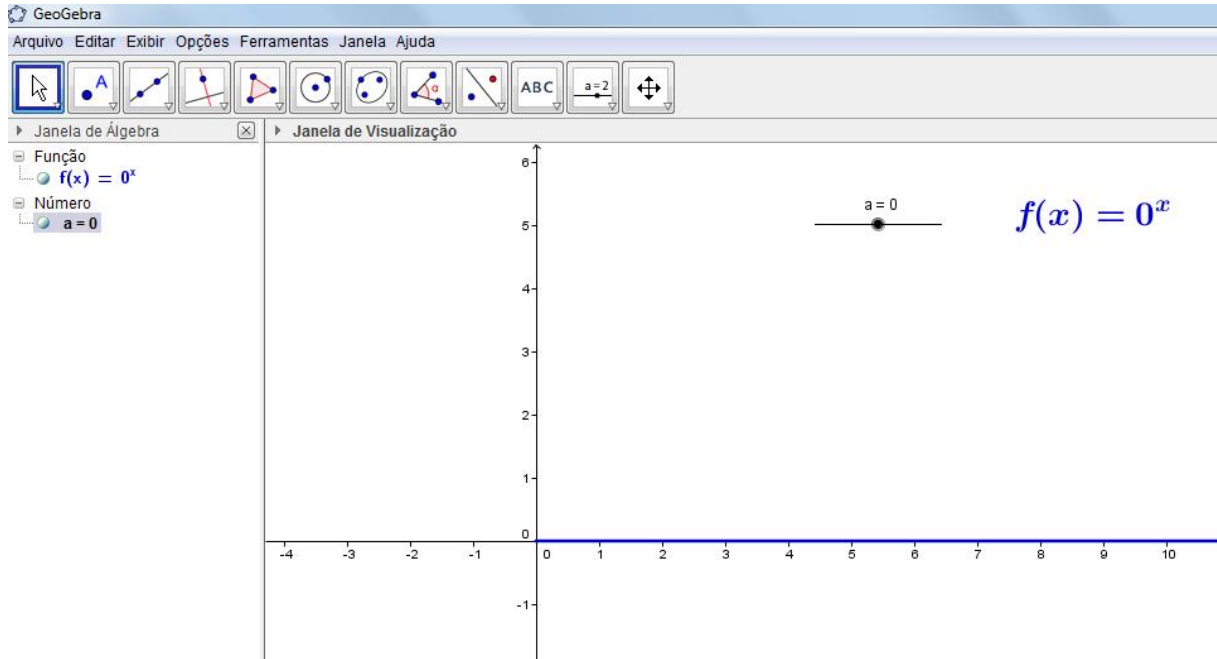 GeoGebra
Arquivo Editar Exibir Opções Ferramentas Janela Ajuda
A
α
ABC
a=2
Janela de Álgebra
Janela de Visualização
Função
f(x) = 0ˣ
Número
a = 0
a = 0
f(x) = 0ˣ
6
5
4
3
2
1
0
-4 -3 -2 -1 0 1 2 3 4 5 6 7 8 9 10
-1